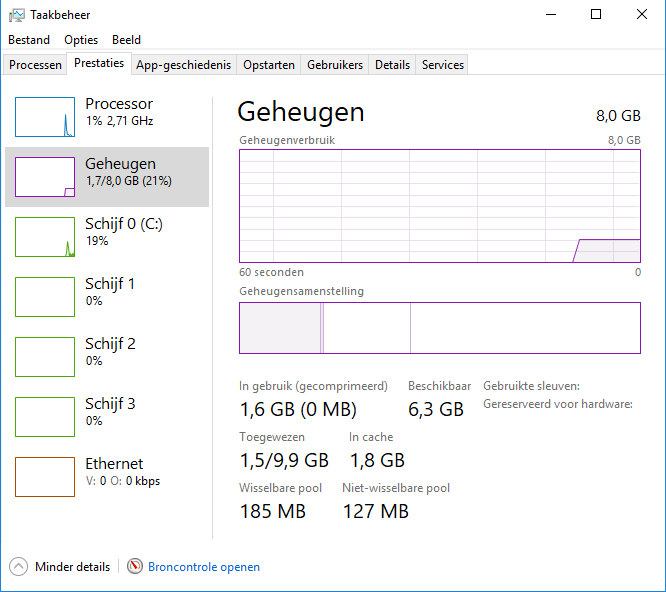 Taakbeheer
Bestand Opties Beeld
Processen Prestaties App-geschiedenis Opstarten Gebruikers Details Services
Processor
1% 2,71 GHz
Geheugen
1,7/8,0 GB (21%)
Schijf 0 (C:)
19%
Schijf 1
0%
Schijf 2
0%
Schijf 3
0%
Ethernet
V: 0 O: 0 kbps
Geheugen 8,0 GB
Geheugenverbruik 8,0 GB
60 seconden 0
Geheugensamenstelling
In gebruik (gecomprimeerd) Beschikbaar Gebruikte sleuven:
1,6 GB (0 MB) 6,3 GB Gereserveerd voor hardware:
Toegewezen In cache
1,5/9,9 GB 1,8 GB
Wisselbare pool Niet-wisselbare pool
185 MB 127 MB
Minder details Broncontrole openen